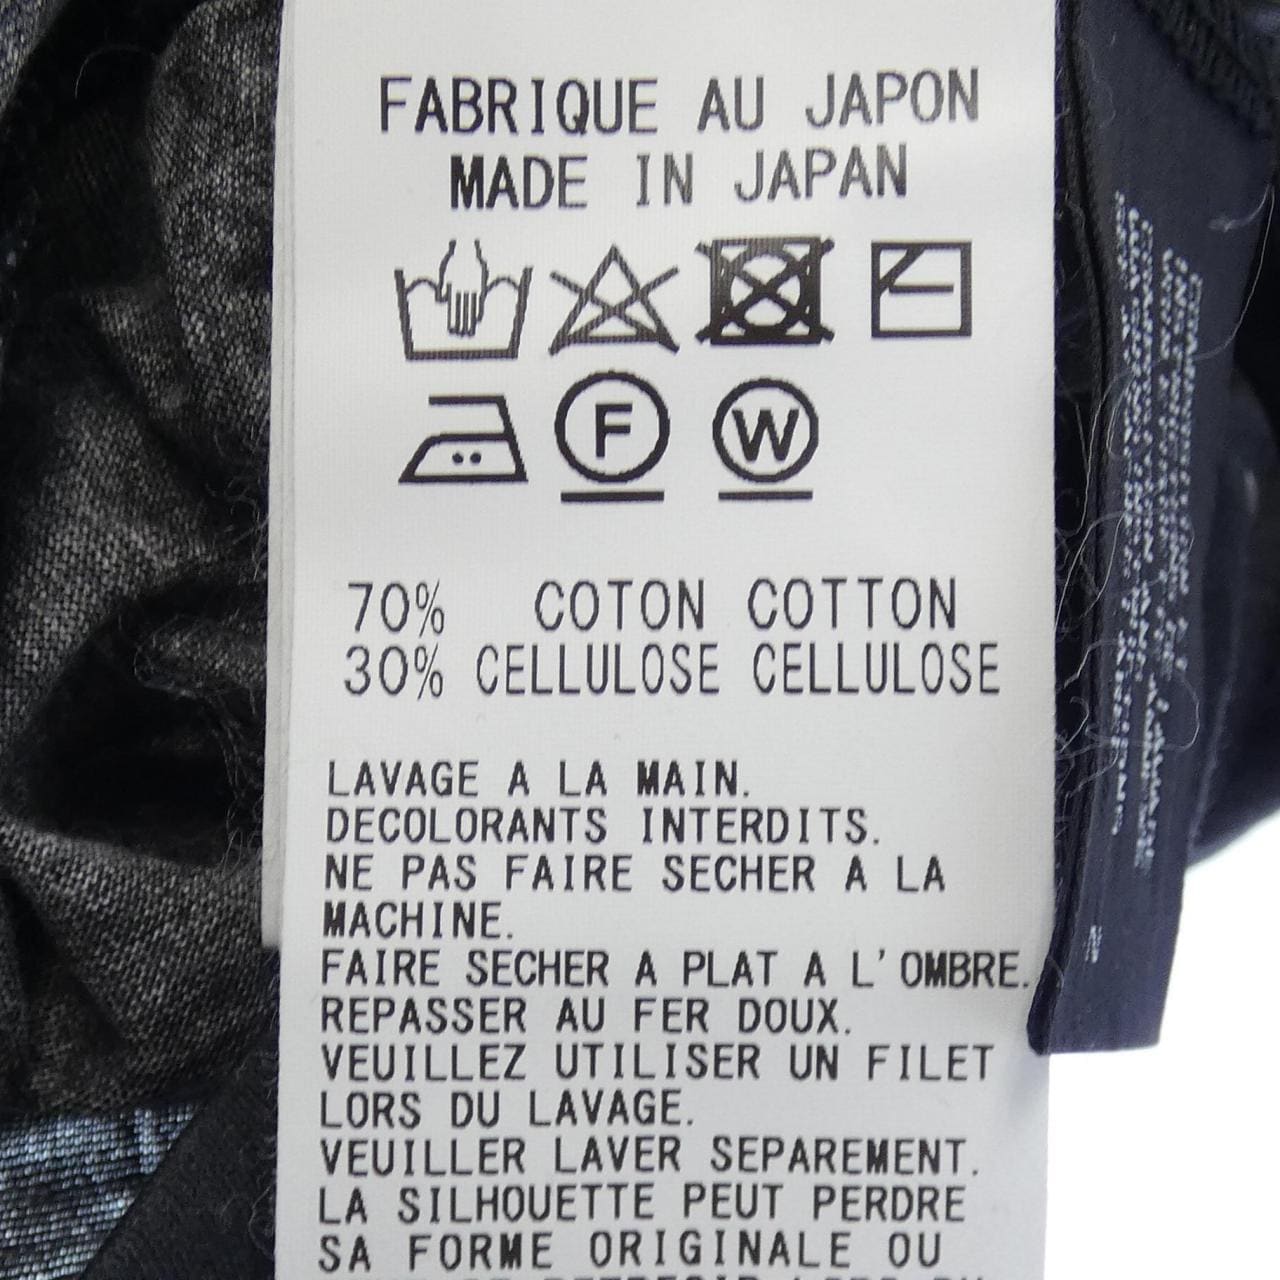 FABRIQUE AU JAPON
MADE IN JAPAN
F W
70% COTON COTTON
30% CELLULOSE CELLULOSE
LAVAGE A LA MAIN.
DECOLORANTS INTERDITS.
NE PAS FAIRE SECHER A LA
MACHINE.
FAIRE SECHER A PLAT A L'OMBRE.
REPASSER AU FER DOUX.
VEUILLEZ UTILISER UN FILET
LORS DU LAVAGE.
VEUILLER LAVER SEPAREMENT.
LA SILHOUETTE PEUT PERDRE
SA FORME ORIGINALE OU